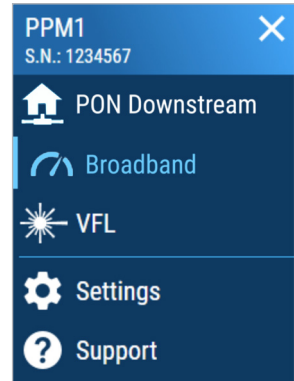 PPM1
S.N.: 1234567
PON Downstream
Broadband
VFL
Settings
Support